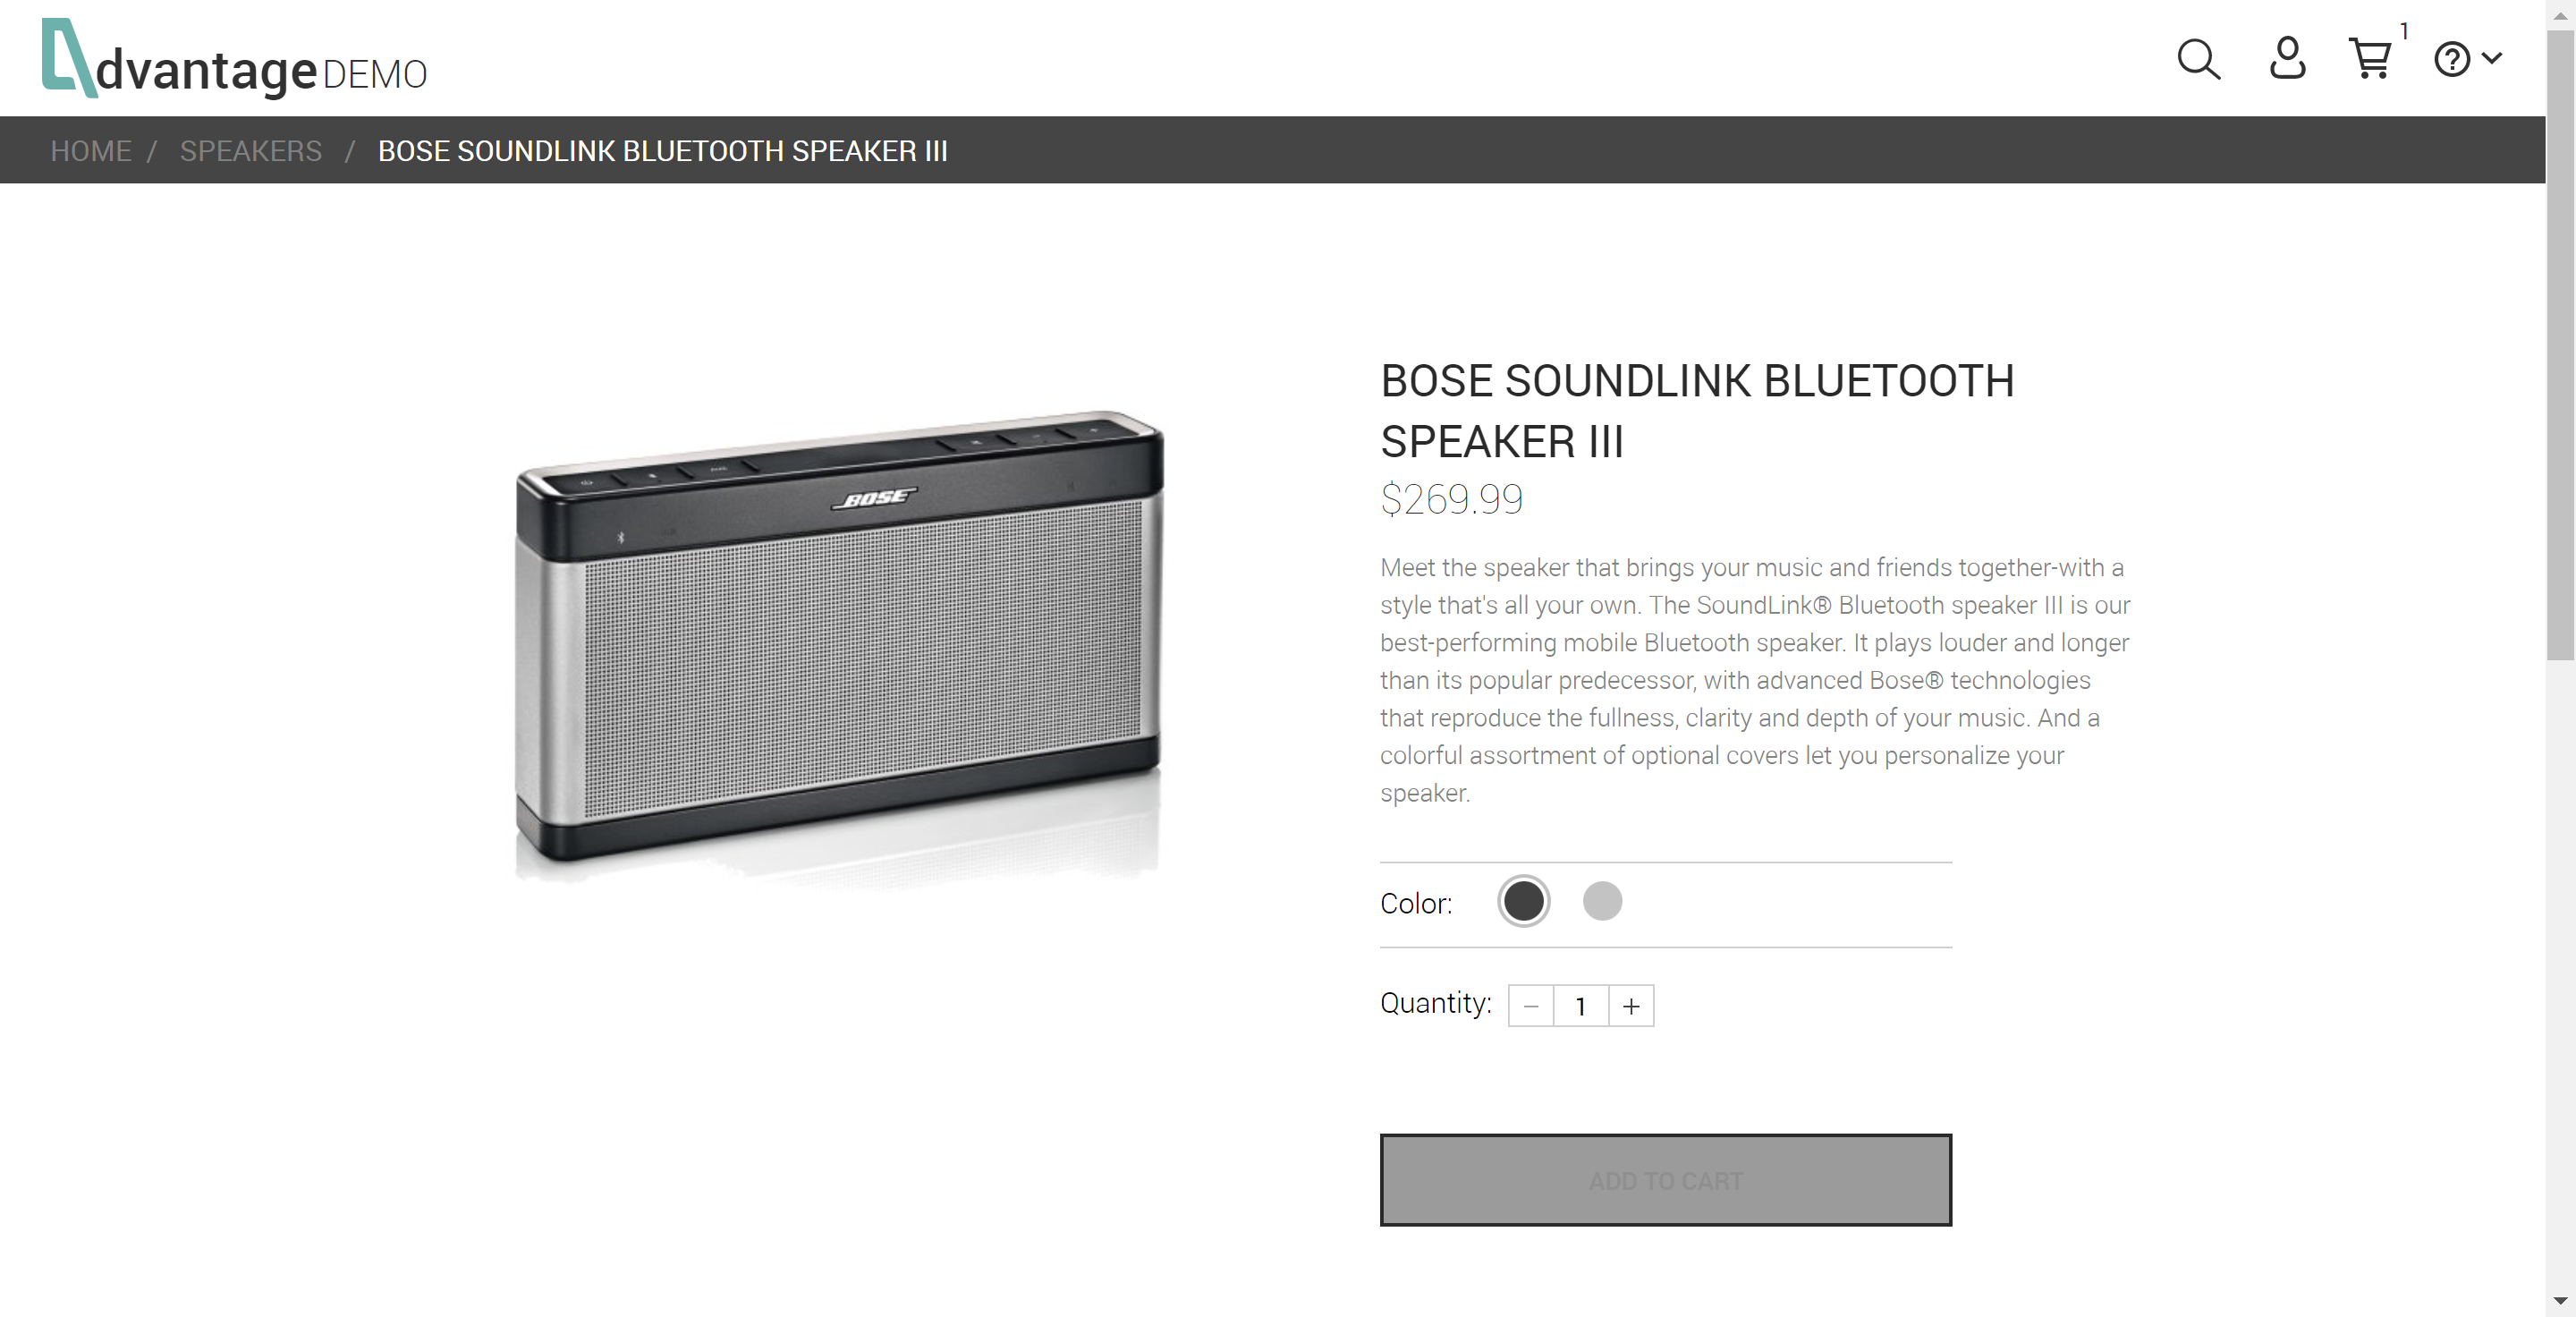 dvantage DEMO
1
HOME / SPEAKERS / BOSE SOUNDLINK BLUETOOTH SPEAKER III
BOSE SOUNDLINK BLUETOOTH
SPEAKER III
$269.99
BOSE
Meet the speaker that brings your music and friends together-with a
style that's all your own. The SoundLink® Bluetooth speaker III is our
best-performing mobile Bluetooth speaker. It plays louder and longer
than its popular predecessor, with advanced Bose® technologies
that reproduce the fullness, clarity and depth of your music. And a
colorful assortment of optional covers let you personalize your
speaker.
Color:
Quantity: − 1 +
ADD TO CART